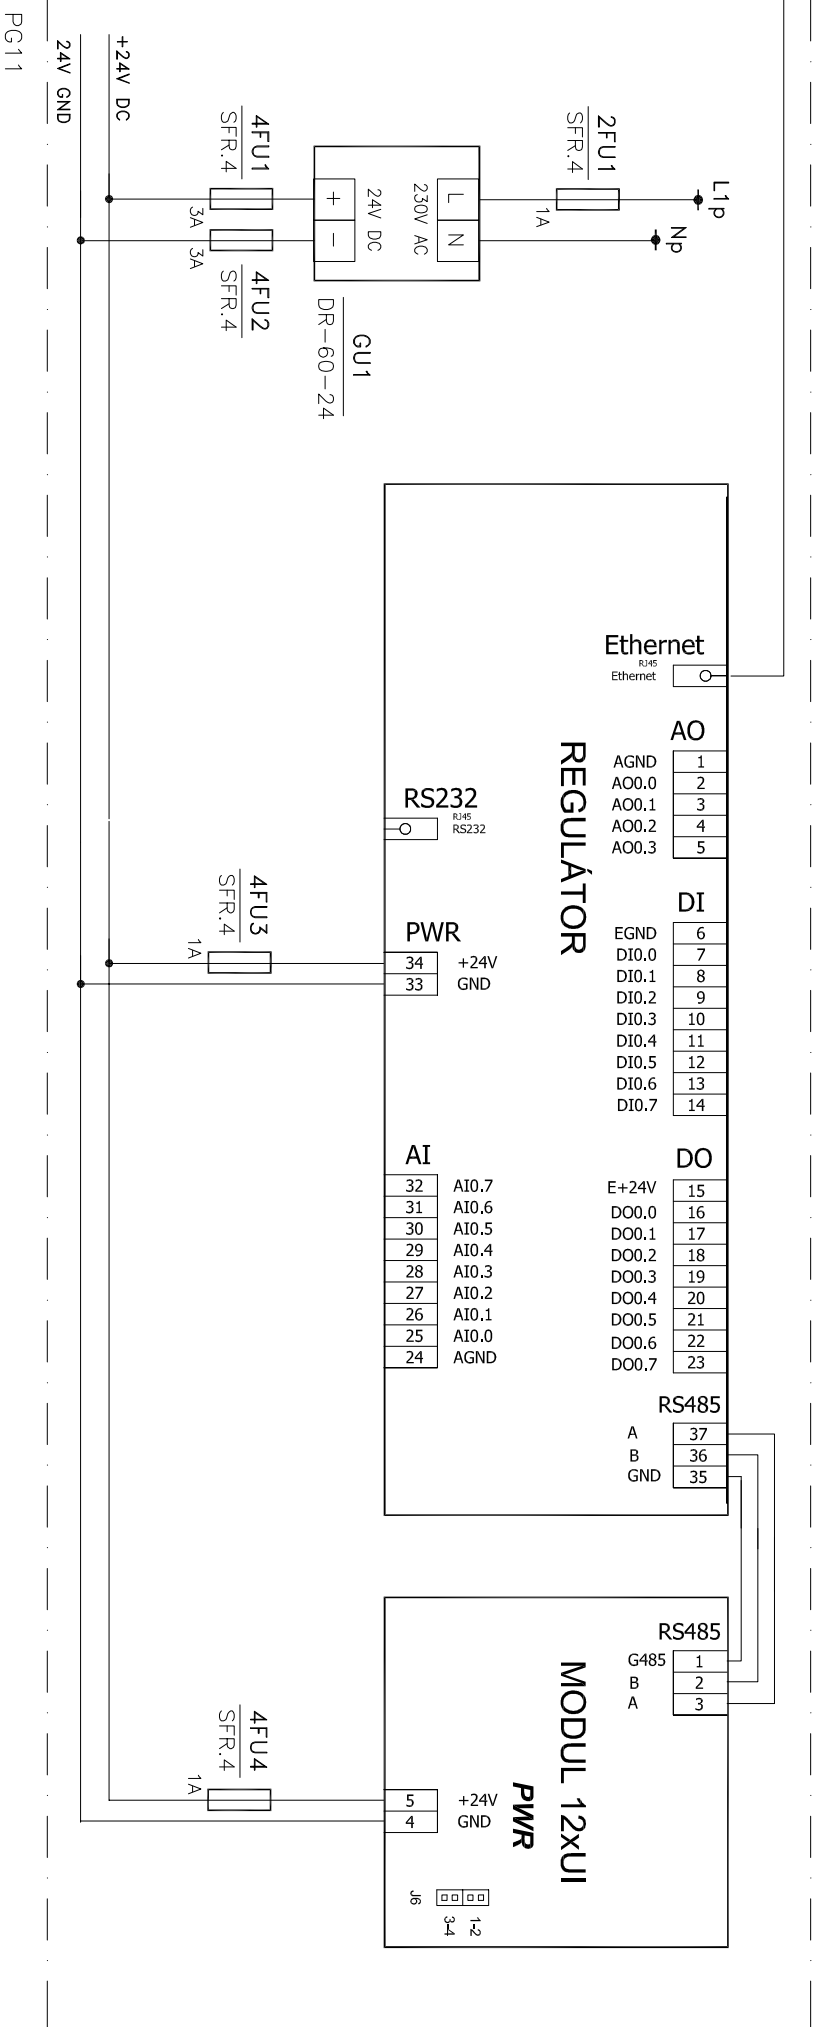 PG11
24V GND
+24V DC
4FU1
SFR.4
3A
3A
4FU2
SFR.4
24V DC
+
−
230V AC
L
N
GU1
DR-60-24
2FU1
SFR.4
1A
L1p
Np
Ethernet
RJ45
Ethernet
AO
AGND 1
AO0.0 2
AO0.1 3
AO0.2 4
AO0.3 5
REGULÁTOR
RS232
RJ45
RS232
DI
EGND 6
DI0.0 7
DI0.1 8
DI0.2 9
DI0.3 10
DI0.4 11
DI0.5 12
DI0.6 13
DI0.7 14
4FU3
SFR.4
1A
PWR
34 +24V
33 GND
AI
32 AI0.7
31 AI0.6
30 AI0.5
29 AI0.4
28 AI0.3
27 AI0.2
26 AI0.1
25 AI0.0
24 AGND
DO
E+24V 15
DO0.0 16
DO0.1 17
DO0.2 18
DO0.3 19
DO0.4 20
DO0.5 21
DO0.6 22
DO0.7 23
RS485
A 37
B 36
GND 35
RS485
G485 1
B 2
A 3
MODUL 12xUI
PWR
4FU4
SFR.4
1A
5 +24V
4 GND
J6
3-4
1-2